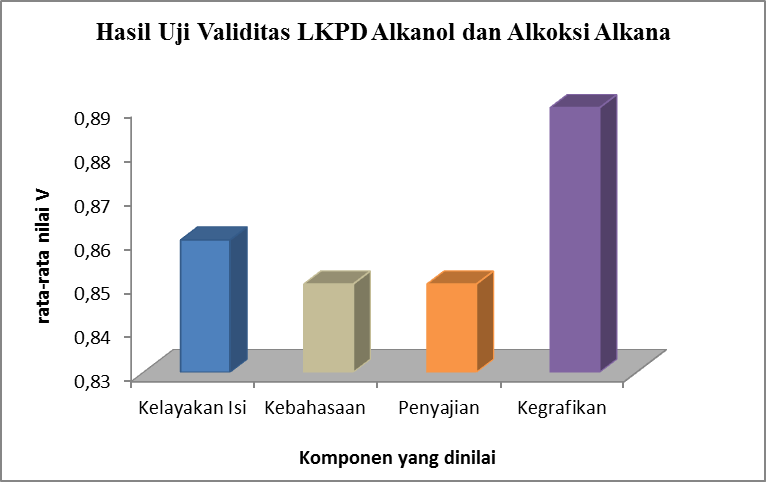 Hasil Uji Validitas LKPD Alkanol dan Alkoksi Alkana
0,89
0,88
0,87
0,86
0,85
0,84
0,83
rata-rata nilai V
Kelayakan Isi Kebahasaan Penyajian Kegrafikan
Komponen yang dinilai